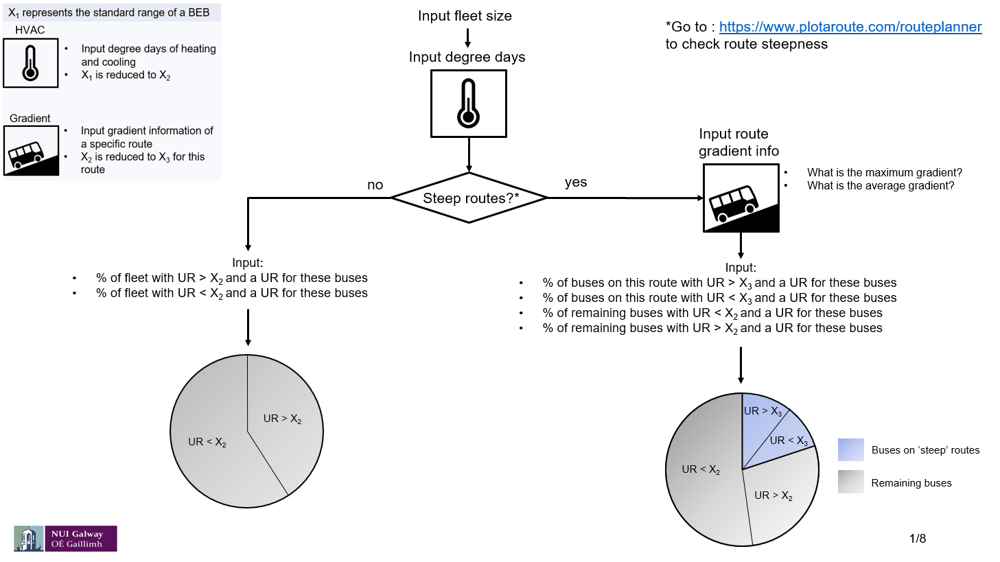 X₁ represents the standard range of a BEB
HVAC
• Input degree days of heating
and cooling
• X₁ is reduced to X₂
Gradient
• Input gradient information of
a specific route
• X₂ is reduced to X₃ for this
route
Input fleet size
Input degree days
*Go to : https://www.plotaroute.com/routeplanner
to check route steepness
Steep routes?*
no
yes
Input route
gradient info
• What is the maximum gradient?
• What is the average gradient?
Input:
• % of fleet with UR > X₂ and a UR for these buses
• % of fleet with UR < X₂ and a UR for these buses
Input:
• % of buses on this route with UR > X₃ and a UR for these buses
• % of buses on this route with UR < X₃ and a UR for these buses
• % of remaining buses with UR < X₂ and a UR for these buses
• % of remaining buses with UR > X₂ and a UR for these buses
UR > X₂
UR < X₂
UR > X₃
UR < X₃
UR < X₂
UR > X₂
Buses on ‘steep’ routes
Remaining buses
NUI Galway
OÉ Gaillimh
1/8